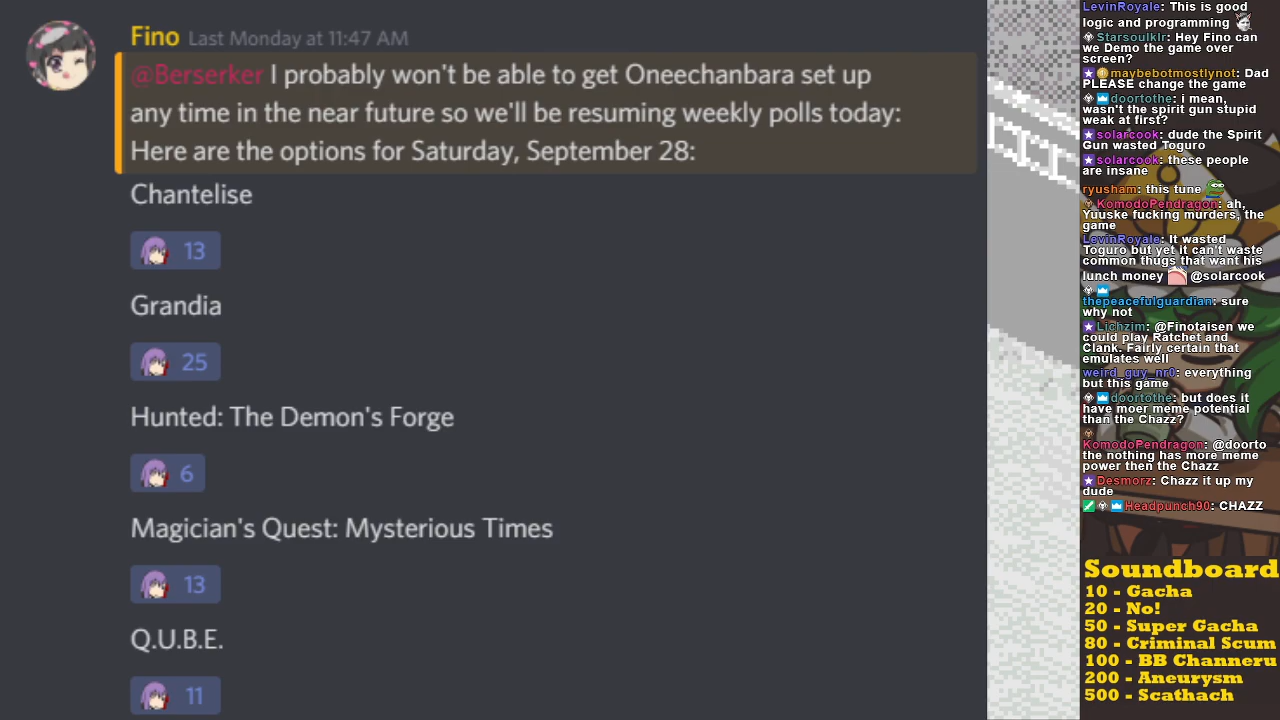 Fino Last Monday at 11:47 AM
@Berserker I probably won't be able to get Oneechanbara set up
any time in the near future so we'll be resuming weekly polls today:
Here are the options for Saturday, September 28:
Chantelise
13
Grandia
25
Hunted: The Demon's Forge
6
Magician's Quest: Mysterious Times
13
Q.U.B.E.
11
LevinRoyale: This is good
logic and programming
Starsoulklr: Hey Fino can
we Demo the game over
screen?
maybebotmostlynot: Dad
PLEASE change the game
doortothe: i mean,
wasn't the spirit gun stupid
weak at first?
solarcook: dude the Spirit
Gun wasted Toguro
solarcook: these people
are insane
ryusham: this tune
KomodoPendragon: ah,
Yuuske fucking murders, the
game
LevinRoyale: It wasted
Toguro but yet it can't waste
common thugs that want his
lunch money @solarcook
thepeacefulguardian: sure
why not
Lichzim: @Finotaisen we
could play Ratchet and
Clank. Fairly certain that
emulates well
weird_guy_nr0: everything
but this game
doortothe: but does it
have moer meme potential
than the Chazz?
KomodoPendragon: @doorto
the nothing has more meme
power then the Chazz
Desmorz: Chazz it up my
dude
Headpunch90: CHAZZ
Soundboard
10 - Gacha
20 - No!
50 - Super Gacha
80 - Criminal Scum
100 - BB Channeru
200 - Aneurysm
500 - Scathach